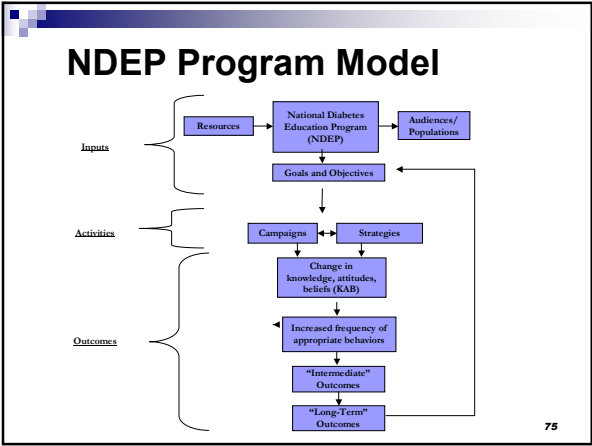 NDEP Program Model
Inputs
Resources
National Diabetes
Education Program
(NDEP)
Audiences/
Populations
Goals and Objectives
Activities
Campaigns
Strategies
Change in
knowledge, attitudes,
beliefs (KAB)
Outcomes
Increased frequency of
appropriate behaviors
“Intermediate”
Outcomes
“Long-Term”
Outcomes
75